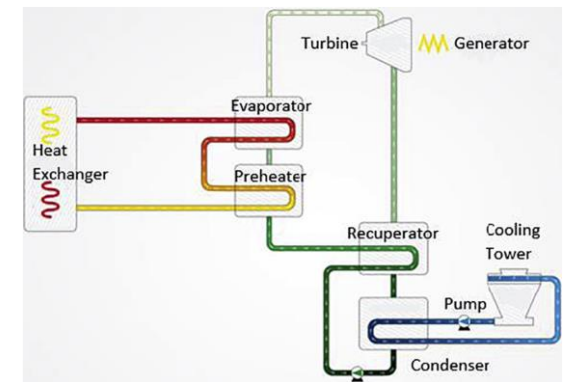 Turbine
Generator
Evaporator
Heat
Exchanger
Preheater
Recuperator
Cooling
Tower
Pump
Condenser